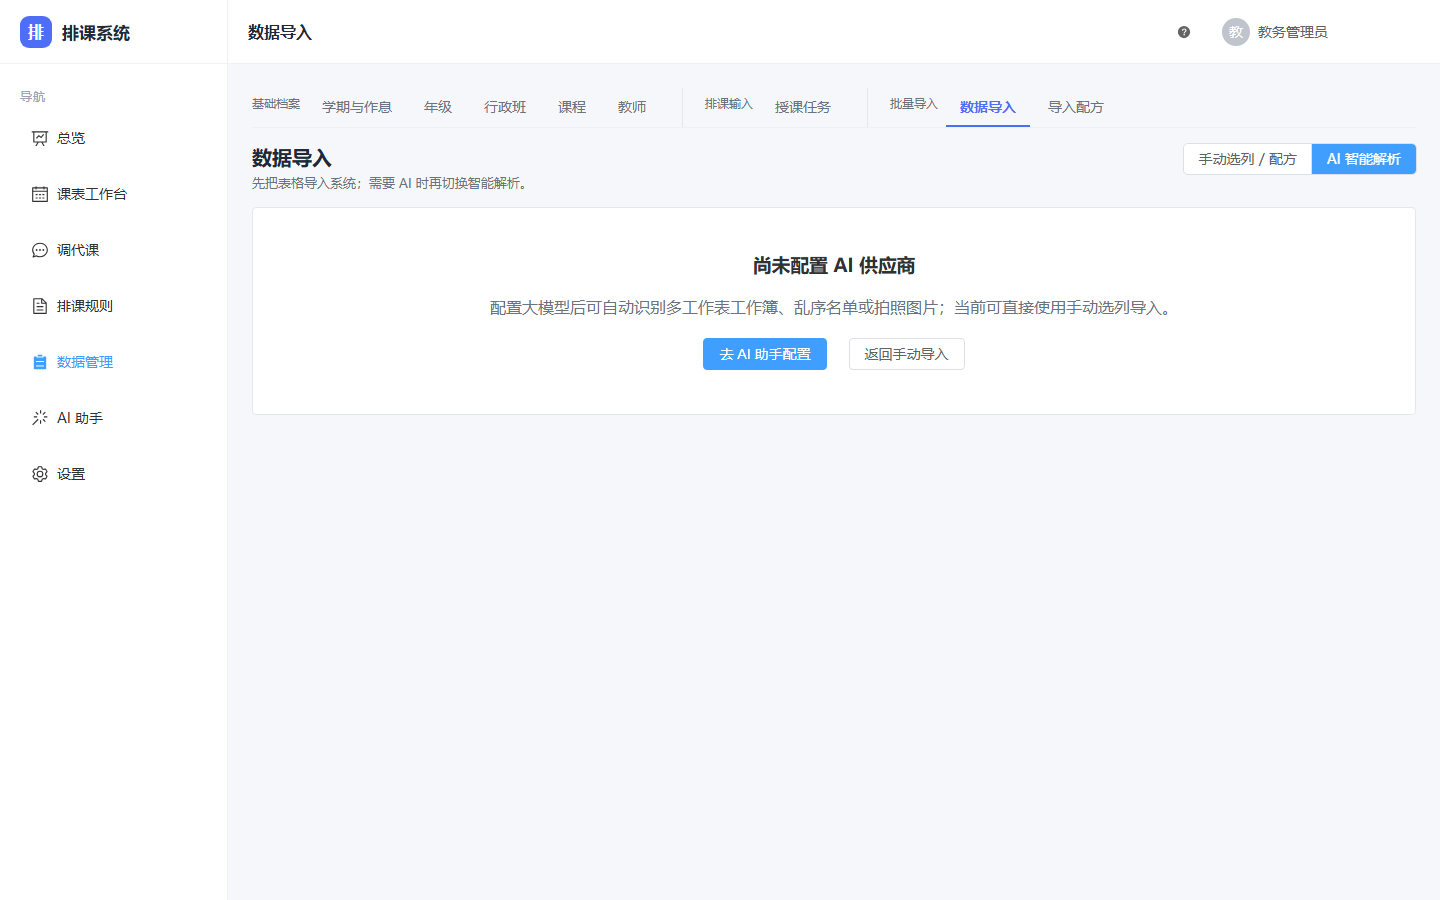 排 排课系统
数据导入
? 教 教务管理员
导航
总览
课表工作台
调代课
排课规则
数据管理
AI 助手
设置
基础档案 学期与作息 年级 行政班 课程 教师 排课输入 授课任务 批量导入 数据导入 导入配方
数据导入
先把表格导入系统；需要 AI 时再切换智能解析。
手动选列 / 配方 AI 智能解析
尚未配置 AI 供应商
配置大模型后可自动识别多工作表工作簿、乱序名单或拍照图片；当前可直接使用手动选列导入。
去 AI 助手配置 返回手动导入